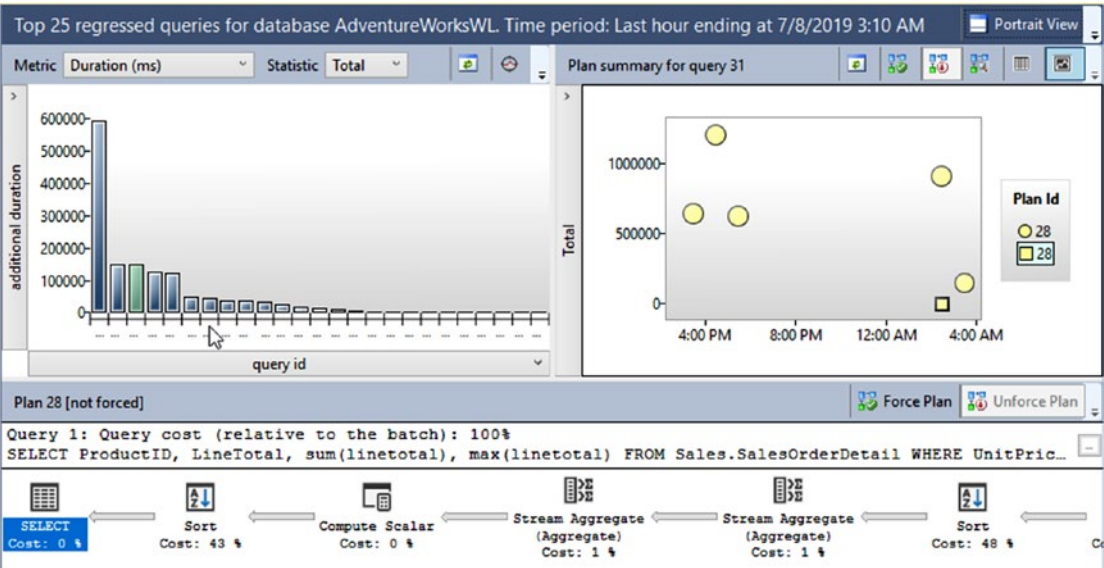 Top 25 regressed queries for database AdventureWorksWL. Time period: Last hour ending at 7/8/2019 3:10 AM
Portrait View
Metric Duration (ms) Statistic Total
Plan summary for query 31
additional duration
600000
500000
400000
300000
200000
100000
0
query id
Total
1000000
500000
0
4:00 PM 8:00 PM 12:00 AM 4:00 AM
Plan Id
28
28
Plan 28 [not forced]
Force Plan Unforce Plan
Query 1: Query cost (relative to the batch): 100%
SELECT ProductID, LineTotal, sum(linetotal), max(linetotal) FROM Sales.SalesOrderDetail WHERE UnitPric...
SELECT
Cost: 0 %
Sort
Cost: 43 %
Compute Scalar
Cost: 0 %
Stream Aggregate
(Aggregate)
Cost: 1 %
Stream Aggregate
(Aggregate)
Cost: 1 %
Sort
Cost: 48 %